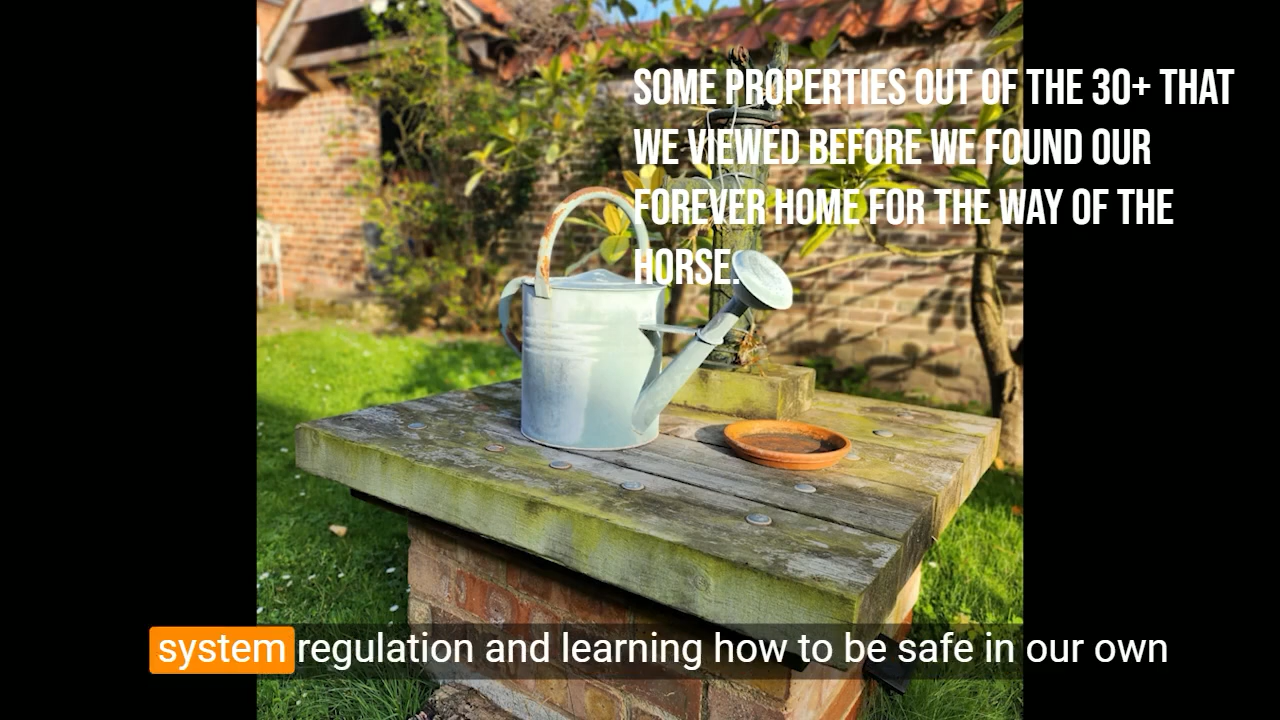 SOME PROPERTIES OUT OF THE 30+ THAT
WE VIEWED BEFORE WE FOUND OUR
FOREVER HOME FOR THE WAY OF THE
HORSE.
system regulation and learning how to be safe in our own